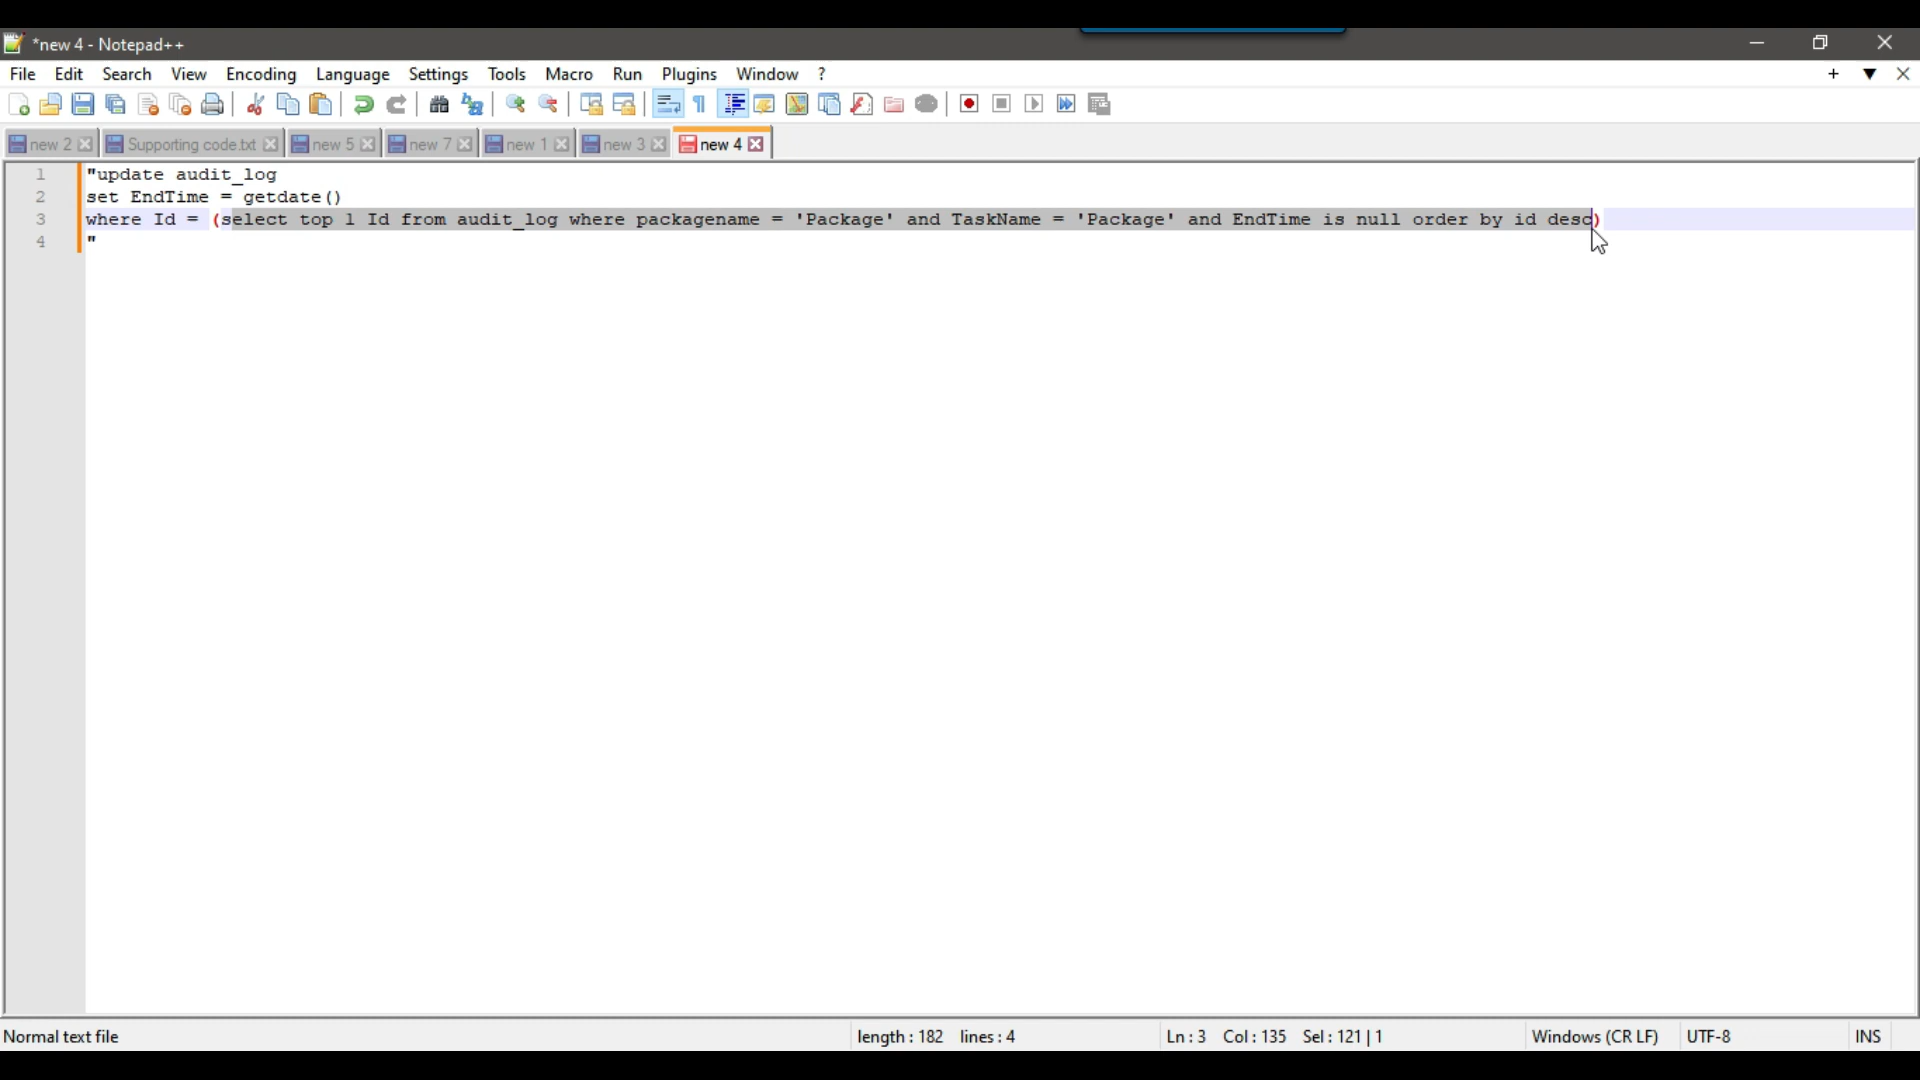 *new 4 - Notepad++
File Edit Search View Encoding Language Settings Tools Macro Run Plugins Window ? + ▼ X
new 2 Supporting code.txt new 5 new 7 new 1 new 3 new 4
1 "update audit_log
2 set EndTime = getdate()
3 where Id = (select top 1 Id from audit_log where packagename = 'Package' and TaskName = 'Package' and EndTime is null order by id desc)
4 "
Normal text file length : 182 lines : 4 Ln : 3 Col : 135 Sel : 121 | 1 Windows (CR LF) UTF-8 INS